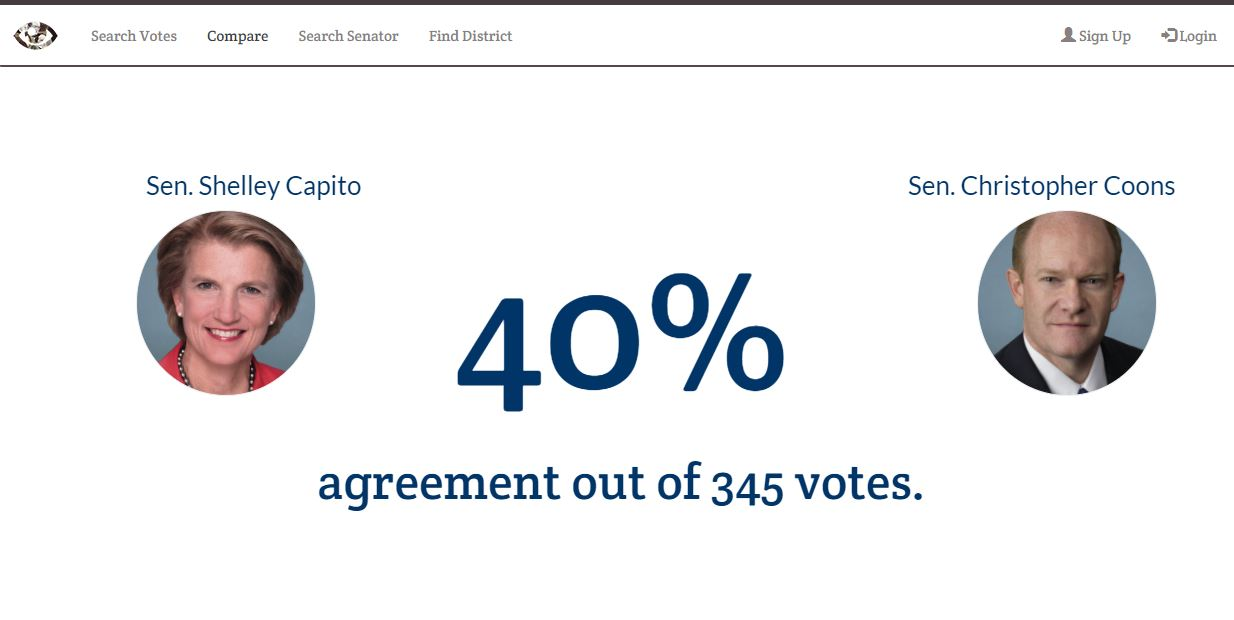 Search Votes Compare Search Senator Find District Sign Up Login
Sen. Shelley Capito Sen. Christopher Coons
40%
agreement out of 345 votes.